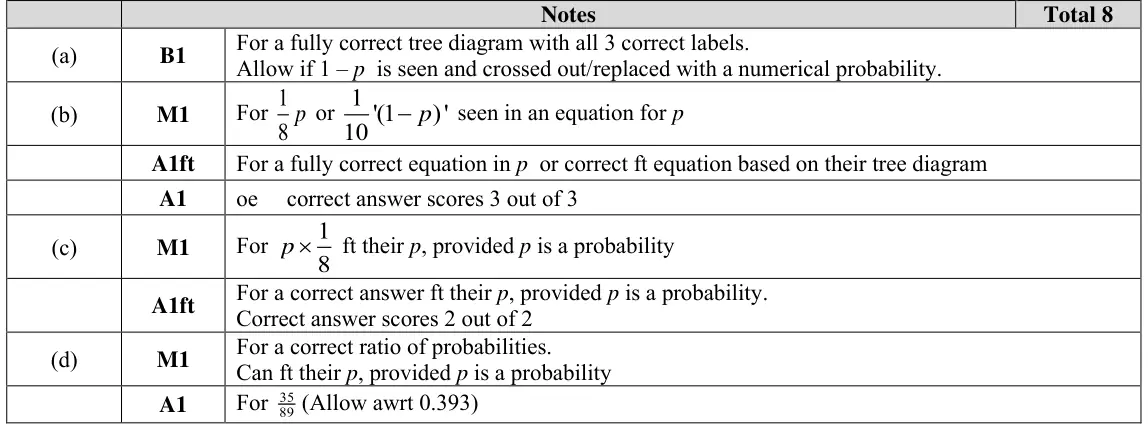 Notes Total 8
(a) B1 For a fully correct tree diagram with all 3 correct labels.
Allow if 1 – p is seen and crossed out/replaced with a numerical probability.
(b) M1 For 1/8 p or 1/10 '(1 – p)' seen in an equation for p
A1ft For a fully correct equation in p or correct ft equation based on their tree diagram
A1 oe correct answer scores 3 out of 3
(c) M1 For p × 1/8 ft their p, provided p is a probability
A1ft For a correct answer ft their p, provided p is a probability.
Correct answer scores 2 out of 2
(d) M1 For a correct ratio of probabilities.
Can ft their p, provided p is a probability
A1 For 35/89 (Allow awrt 0.393)